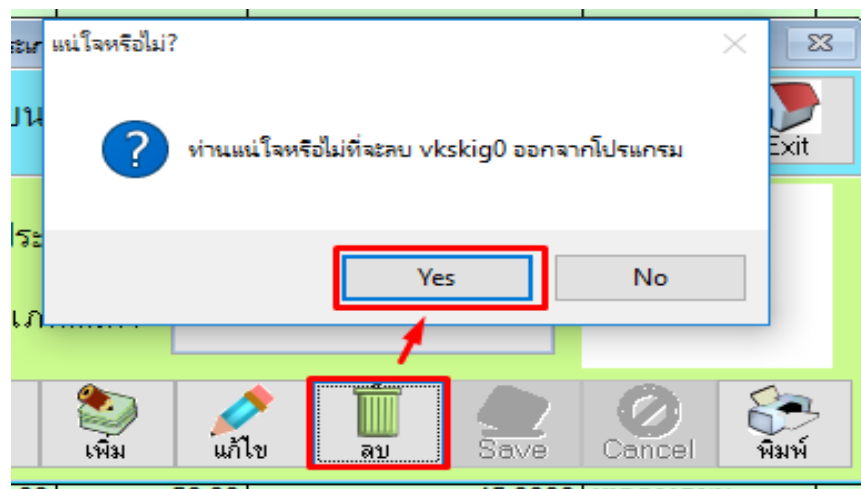 แน่ใจหรือไม่?
Exit
ท่านแน่ใจหรือไม่ที่จะลบ vkskig0 ออกจากโปรแกรม
Yes
No
เพิ่ม
แก้ไข
ลบ
Save
Cancel
พิมพ์